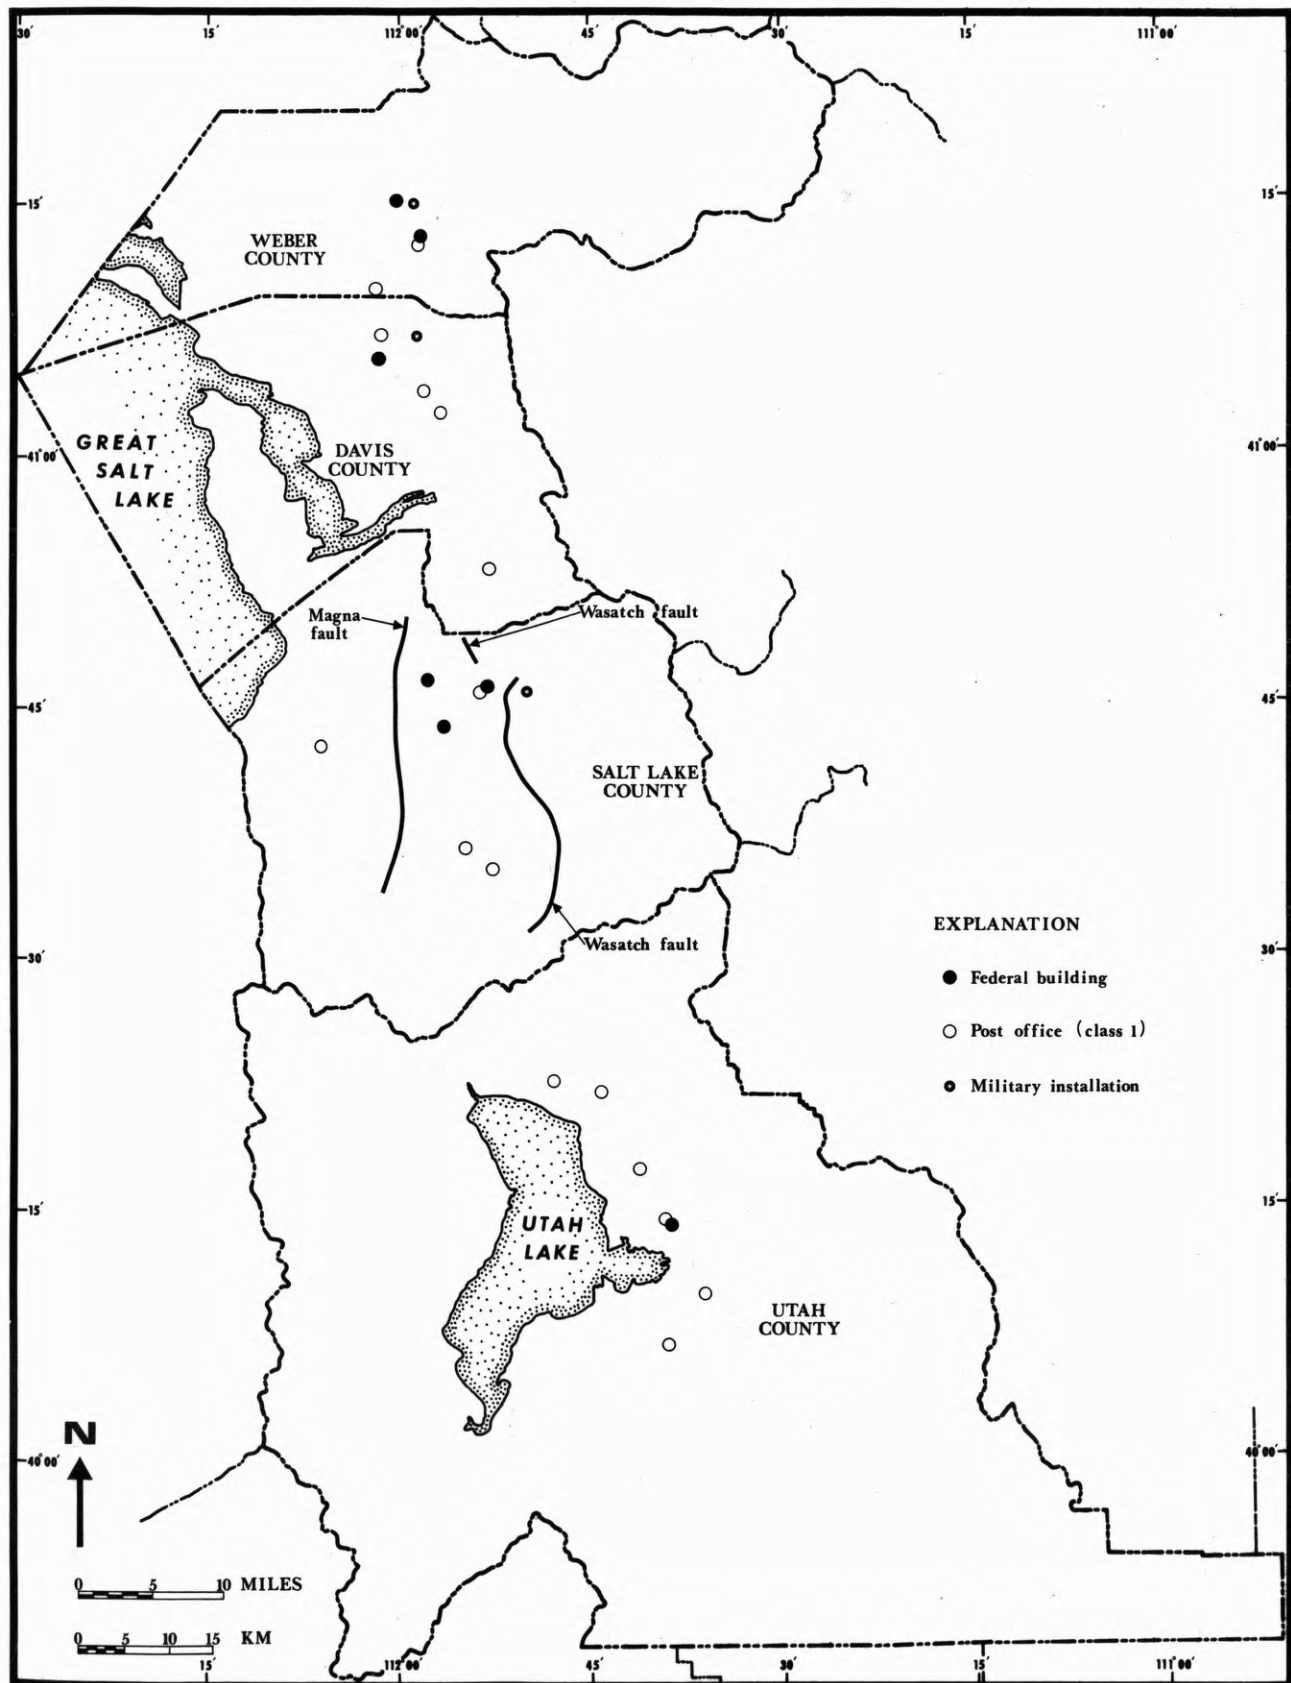 30′ 15′ 112°00′ 45′ 30′ 15′ 111°00′
15′ 15′
WEBER
COUNTY
GREAT
SALT
LAKE
DAVIS
COUNTY
41°00′ 41°00′
Magna
fault
Wasatch fault
45′ 45′
SALT LAKE
COUNTY
EXPLANATION
Federal building
Post office (class 1)
Military installation
Wasatch fault
30′ 30′
15′ 15′
UTAH
LAKE
UTAH
COUNTY
N
40°00′ 40°00′
0 5 10 MILES
0 5 10 15 KM
15′ 112°00′ 45′ 30′ 15′ 111°00′